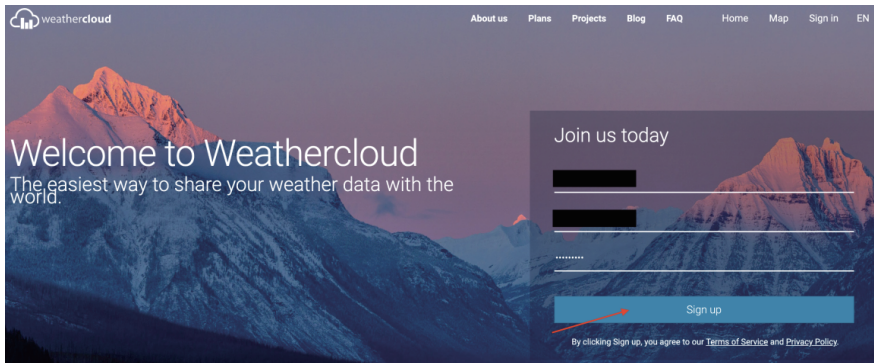 weathercloud
About us Plans Projects Blog FAQ Home Map Sign in EN
Welcome to Weathercloud
The easiest way to share your weather data with the
world.
Join us today
.........
Sign up
By clicking Sign up, you agree to our Terms of Service and Privacy Policy.